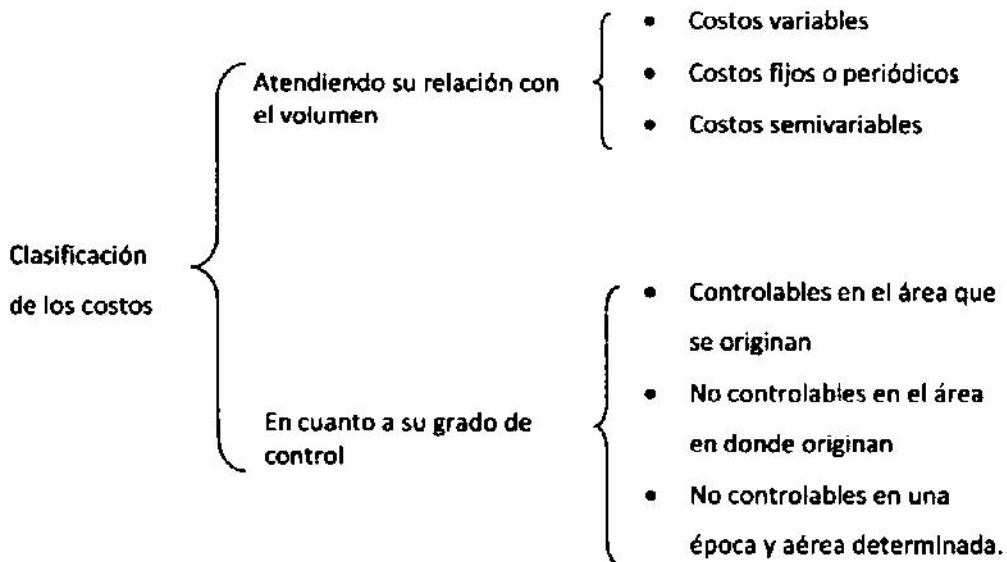 Clasificación
de los costos
Atendiendo su relación con
el volumen
• Costos variables
• Costos fijos o periódicos
• Costos semivariables
En cuanto a su grado de
control
• Controlables en el área que
se originan
• No controlables en el área
en donde originan
• No controlables en una
época y aérea determinada.